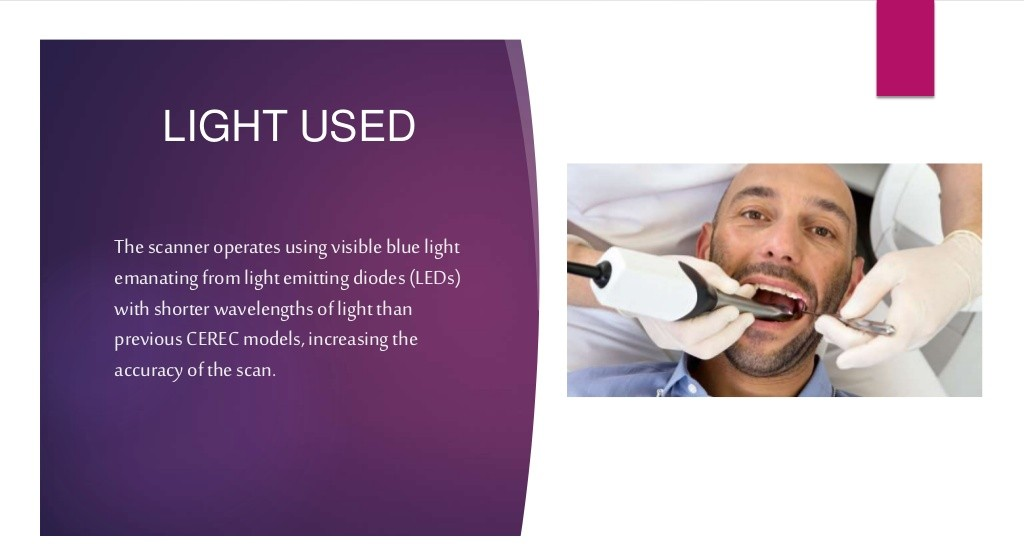 LIGHT USED
The scanner operates using visible blue light
emanating from light emitting diodes (LEDs)
with shorter wavelengths of light than
previous CEREC models, increasing the
accuracy of the scan.